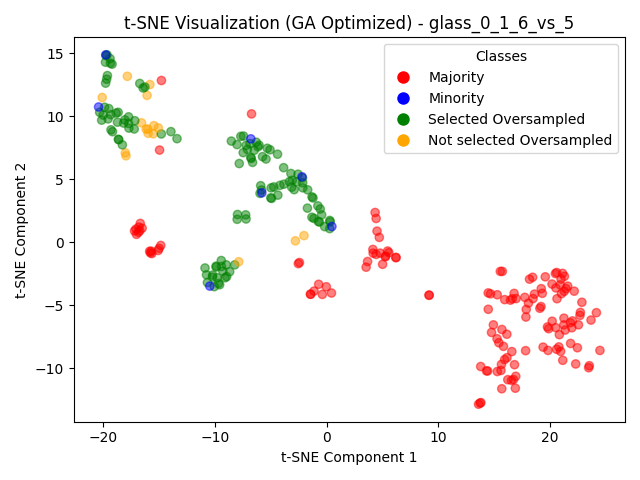 t-SNE Visualization (GA Optimized) - glass_0_1_6_vs_5
Classes
Majority
Minority
Selected Oversampled
Not selected Oversampled
t-SNE Component 2
15
10
5
0
−5
−10
−20
−10
0
10
20
t-SNE Component 1